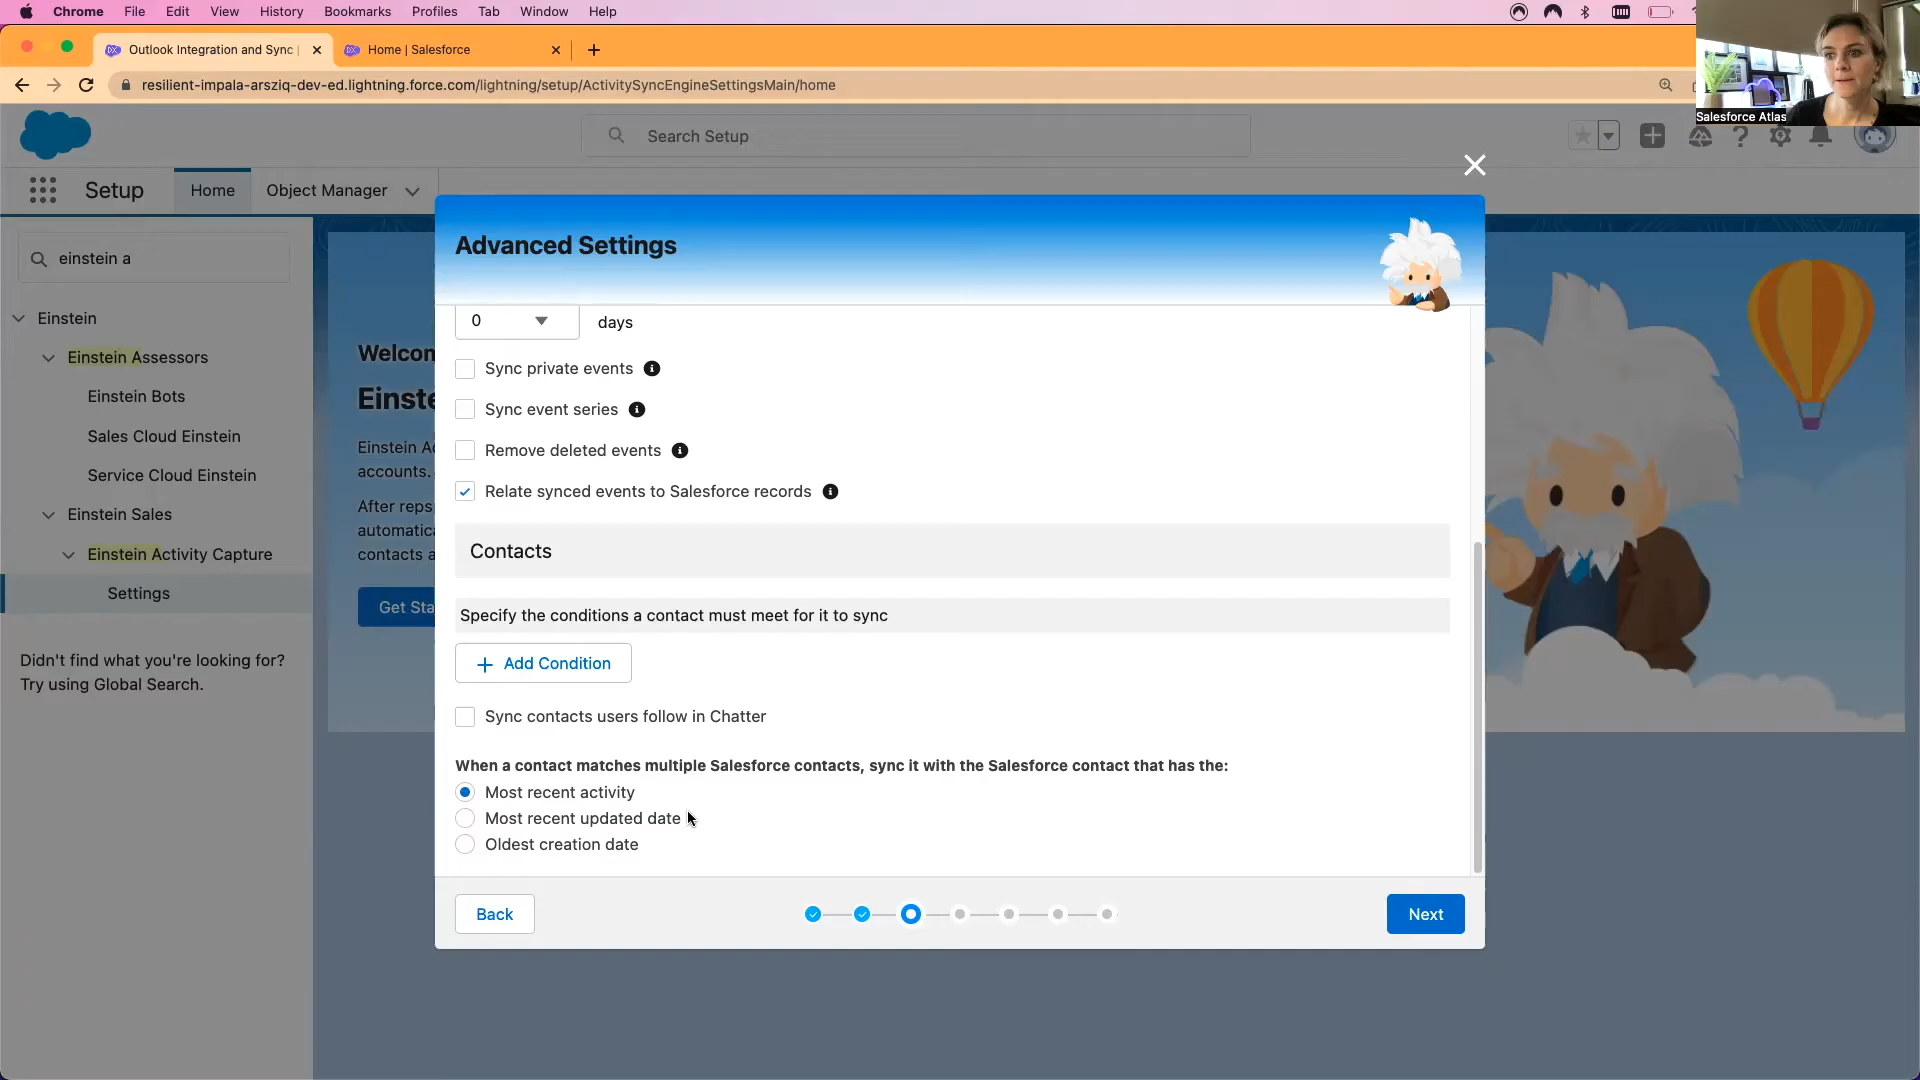 Chrome File Edit View History Bookmarks Profiles Tab Window Help
Outlook Integration and Sync |
Home | Salesforce
resilient-impala-arsziq-dev-ed.lightning.force.com/lightning/setup/ActivitySyncEngineSettingsMain/home
Salesforce Atlas
Search Setup
Setup
Home
Object Manager
einstein a
Einstein
Einstein Assessors
Einstein Bots
Sales Cloud Einstein
Service Cloud Einstein
Einstein Sales
Einstein Activity Capture
Settings
Didn't find what you're looking for?
Try using Global Search.
Welcom
Einste
Einstein A
accounts.
After reps
automatica
contacts a
Get Sta
Advanced Settings
0 days
Sync private events
Sync event series
Remove deleted events
Relate synced events to Salesforce records
Contacts
Specify the conditions a contact must meet for it to sync
+ Add Condition
Sync contacts users follow in Chatter
When a contact matches multiple Salesforce contacts, sync it with the Salesforce contact that has the:
Most recent activity
Most recent updated date
Oldest creation date
Back
Next